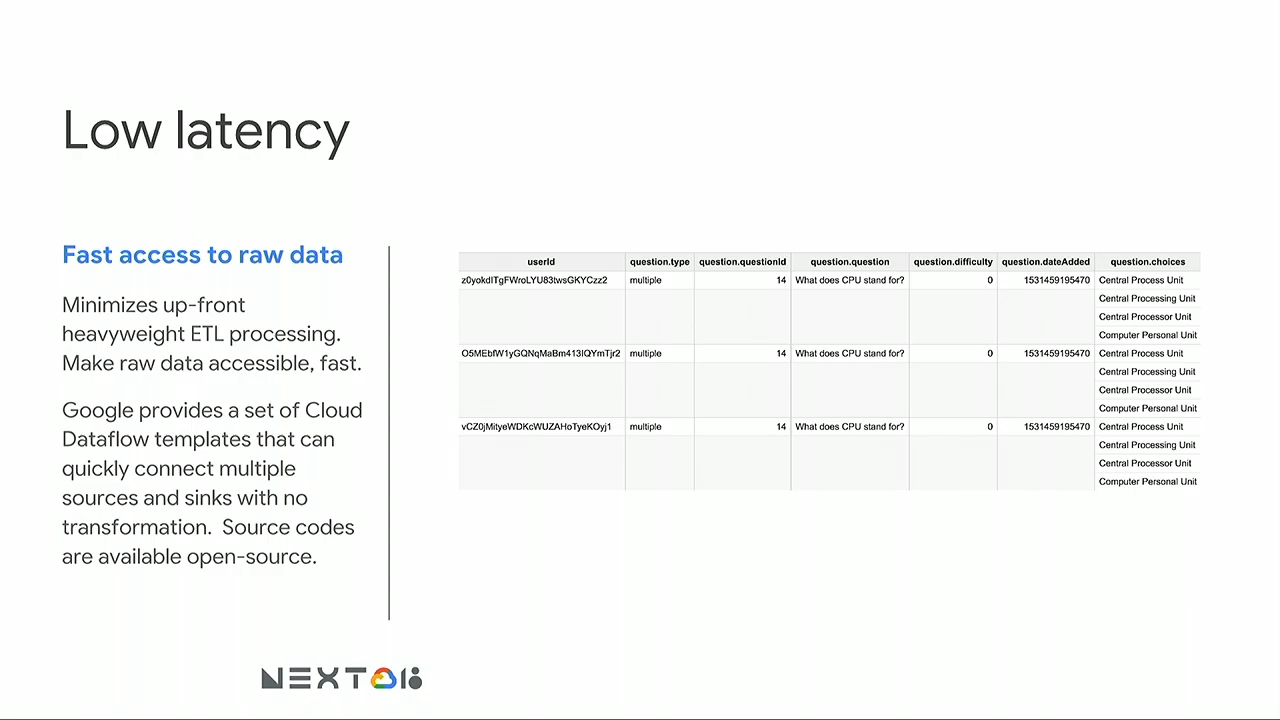 Low latency
Fast access to raw data
Minimizes up-front
heavyweight ETL processing.
Make raw data accessible, fast.
Google provides a set of Cloud
Dataflow templates that can
quickly connect multiple
sources and sinks with no
transformation. Source codes
are available open-source.
userId question.type question.questionId question.question question.difficulty question.dateAdded question.choices
multiple 14 What does CPU stand for? 0 1531459195470 Central Process Unit
Central Processing Unit
Central Processor Unit
Computer Personal Unit
multiple 14 What does CPU stand for? 0 1531459195470 Central Process Unit
Central Processing Unit
Central Processor Unit
Computer Personal Unit
multiple 14 What does CPU stand for? 0 1531459195470 Central Process Unit
Central Processing Unit
Central Processor Unit
Computer Personal Unit
NEXT 18